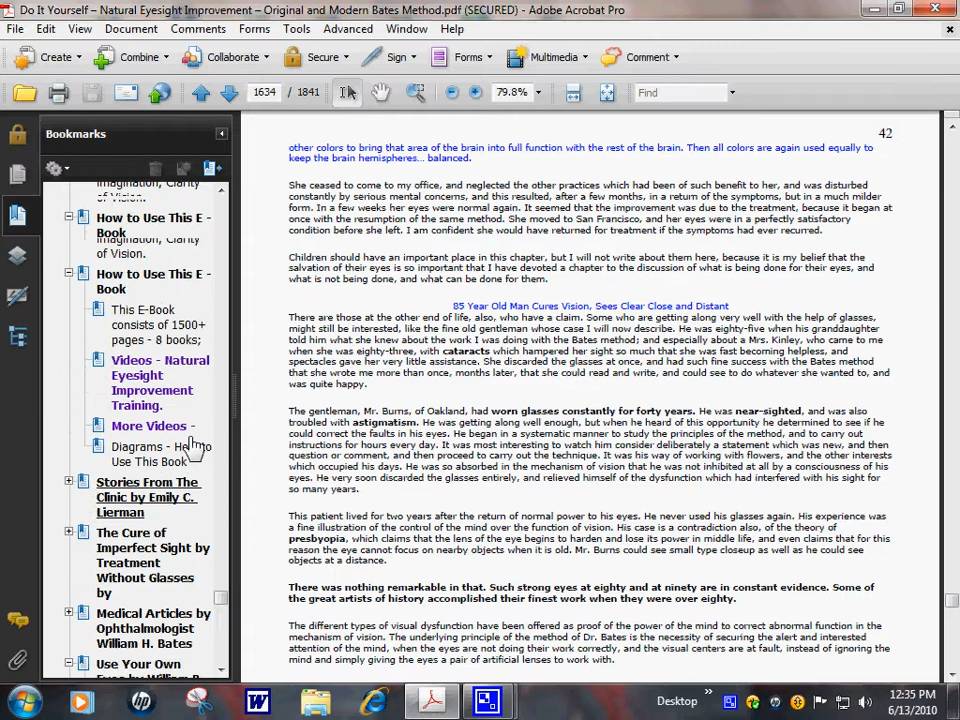 Do It Yourself – Natural Eyesight Improvement – Original and Modern Bates Method.pdf (SECURED) - Adobe Acrobat Pro
File Edit View Document Comments Forms Tools Advanced Window Help
Create Combine Collaborate Secure Sign Forms Multimedia Comment
1634 / 1841 79.8% Find
Bookmarks
Imagination, Clarity
of Vision.
How to Use This E -
Book
Imagination, Clarity
of Vision.
How to Use This E -
Book
This E-Book
consists of 1500+
pages - 8 books;
Videos - Natural
Eyesight
Improvement
Training.
More Videos -
Diagrams - How to
Use This Book
Stories From The
Clinic by Emily C.
Lierman
The Cure of
Imperfect Sight by
Treatment
Without Glasses
by
Medical Articles by
Ophthalmologist
William H. Bates
Use Your Own
Eyes by William B.
42
other colors to bring that area of the brain into full function with the rest of the brain. Then all colors are again used equally to
keep the brain hemispheres... balanced.
She ceased to come to my office, and neglected the other practices which had been of such benefit to her, and was disturbed
constantly by serious mental concerns, and this resulted, after a few months, in a return of the symptoms, but in a much milder
form. In a few weeks her eyes were normal again. It seemed that the improvement was due to the treatment, because it began at
once with the resumption of the same method. She moved to San Francisco, and her eyes were in a perfectly satisfactory
condition before she left. I am confident she would have returned for treatment if the symptoms had ever recurred.
Children should have an important place in this chapter, but I will not write about them here, because it is my belief that the
salvation of their eyes is so important that I have devoted a chapter to the discussion of what is being done for their eyes, and
what is not being done, and what can be done for them.
85 Year Old Man Cures Vision, Sees Clear Close and Distant
There are those at the other end of life, also, who have a claim. Some who are getting along very well with the help of glasses,
might still be interested, like the fine old gentleman whose case I will now describe. He was eighty-five when his granddaughter
told him what she knew about the work I was doing with the Bates method; and especially about a Mrs. Kinley, who came to me
when she was eighty-three, with cataracts which hampered her sight so much that she was fast becoming helpless, and
spectacles gave her very little assistance. She discarded the glasses at once, and had such fine success with the Bates method
that she wrote me more than once, months later, that she could read and write, and could see to do whatever she wanted to, and
was quite happy.
The gentleman, Mr. Burns, of Oakland, had worn glasses constantly for forty years. He was near-sighted, and was also
troubled with astigmatism. He was getting along well enough, but when he heard of this opportunity he determined to see if he
could correct the faults in his eyes. He began in a systematic manner to study the principles of the method, and to carry out
instructions for hours every day. It was most interesting to watch him consider deliberately a statement which was new, and then
question or comment, and then proceed to carry out the technique. It was his way of working with flowers, and the other interests
which occupied his days. He was so absorbed in the mechanism of vision that he was not inhibited at all by a consciousness of his
eyes. He very soon discarded the glasses entirely, and relieved himself of the dysfunction which had interfered with his sight for
so many years.
This patient lived for two years after the return of normal power to his eyes. He never used his glasses again. His experience was
a fine illustration of the control of the mind over the function of vision. His case is a contradiction also, of the theory of
presbyopia, which claims that the lens of the eye begins to harden and lose its power in middle life, and even claims that for this
reason the eye cannot focus on nearby objects when it is old. Mr. Burns could see small type closeup as well as he could see
objects at a distance.
There was nothing remarkable in that. Such strong eyes at eighty and at ninety are in constant evidence. Some of
the great artists of history accomplished their finest work when they were over eighty.
The different types of visual dysfunction have been offered as proof of the power of the mind to correct abnormal function in the
mechanism of vision. The underlying principle of the method of Dr. Bates is the necessity of securing the alert and interested
attention of the mind, when the eyes are not doing their work correctly, and the visual centers are at fault, instead of ignoring the
mind and simply giving the eyes a pair of artificial lenses to work with.
Desktop
12:35 PM
6/13/2010